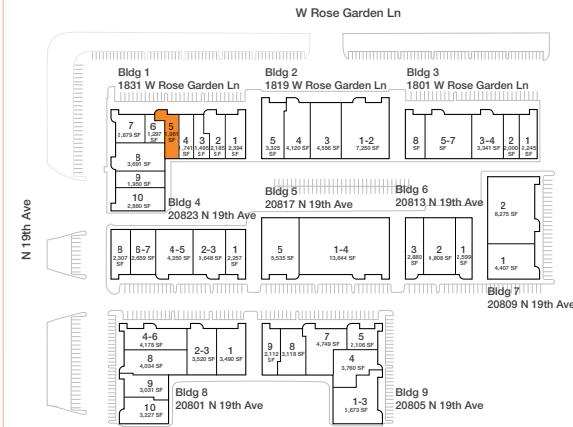 W Rose Garden Ln
Bldg 1
1831 W Rose Garden Ln
Bldg 2
1819 W Rose Garden Ln
Bldg 3
1801 W Rose Garden Ln
7
2,679 SF
6
1,297
SF
5
1,961
SF
4
1,741
SF
3
1,495
SF
2
2,185
SF
1
2,394
SF
8
3,691 SF
9
1,950 SF
10
2,880 SF
5
3,325
SF
4
4,120 SF
3
4,556 SF
1-2
7,250 SF
8
SF
5-7
SF
3-4
3,341 SF
2
2,000
SF
1
2,245
SF
N 19th Ave
Bldg 4
20823 N 19th Ave
Bldg 5
20817 N 19th Ave
Bldg 6
20813 N 19th Ave
8
2,307
SF
6-7
2,659 SF
4-5
4,350 SF
2-3
3,648 SF
1
2,257
SF
5
5,535 SF
1-4
13,644 SF
3
2,880
SF
2
4,808 SF
1
2,599
SF
2
8,275 SF
1
4,407 SF
Bldg 7
20809 N 19th Ave
4-6
4,178 SF
8
4,034 SF
2-3
3,520 SF
1
3,490 SF
9
3,031 SF
10
3,227 SF
Bldg 8
20801 N 19th Ave
9
2,112
SF
8
3,118 SF
7
4,749 SF
5
2,106 SF
4
3,760 SF
1-3
5,673 SF
Bldg 9
20805 N 19th Ave